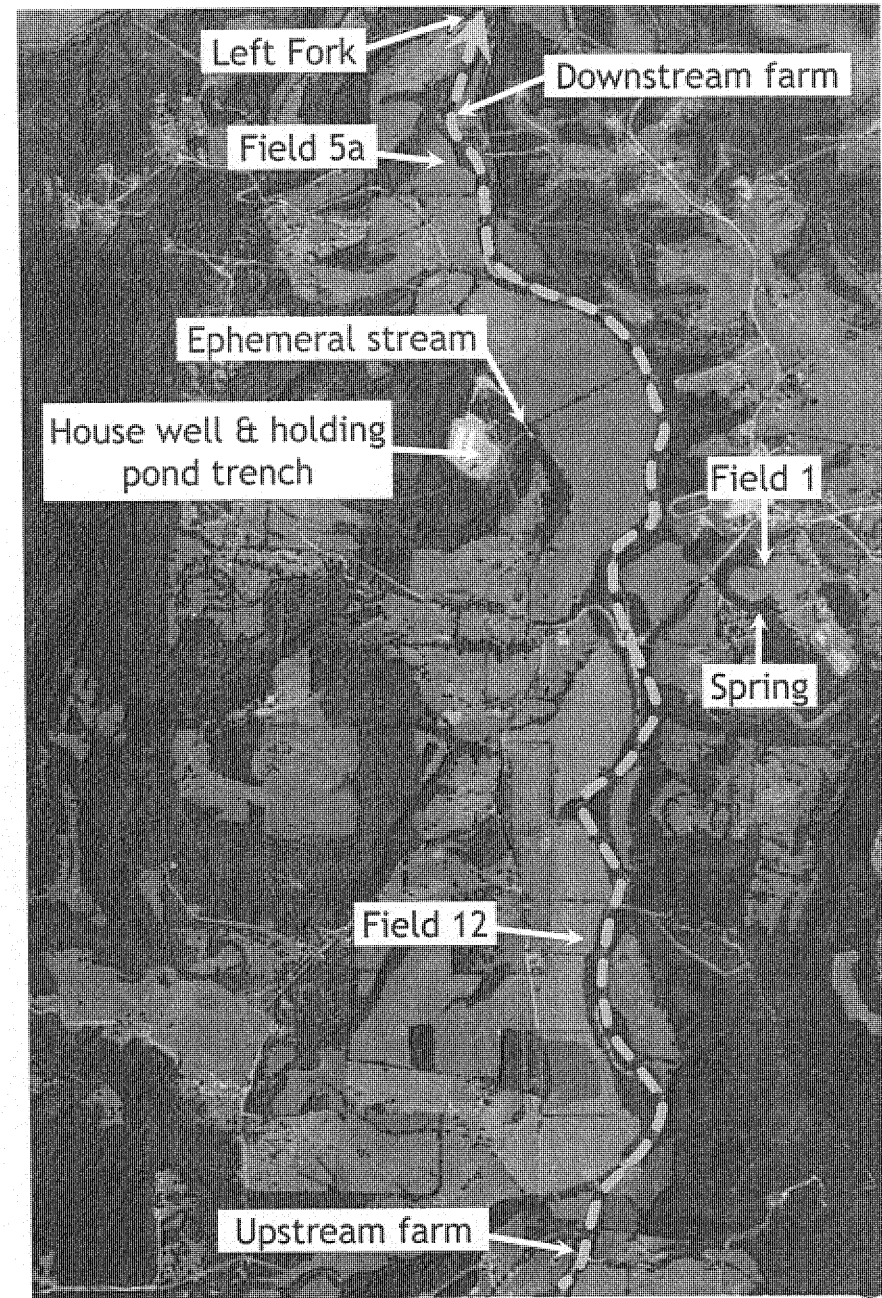 Left Fork
Downstream farm
Field 5a
Ephemeral stream
House well & holding
pond trench
Field 1
Spring
Field 12
Upstream farm